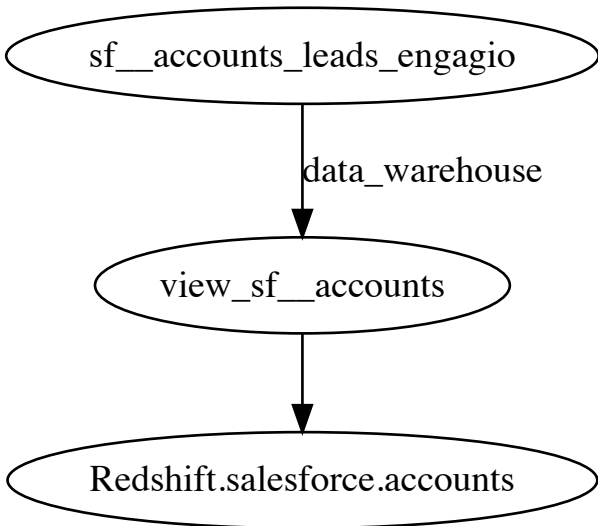 sf__accounts_leads_engagio
data_warehouse
view_sf__accounts
Redshift.salesforce.accounts